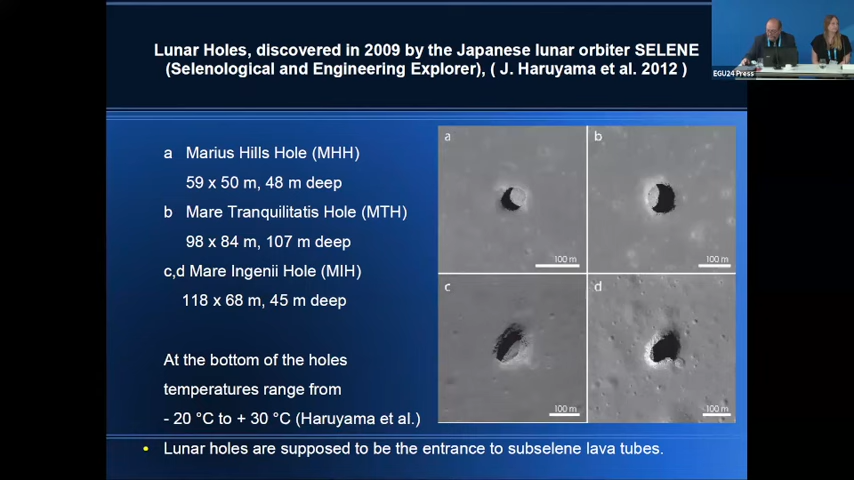 Lunar Holes, discovered in 2009 by the Japanese lunar orbiter SELENE
(Selenological and Engineering Explorer), ( J. Haruyama et al. 2012 )
EGU24 Press
a Marius Hills Hole (MHH)
59 x 50 m, 48 m deep
b Mare Tranquilitatis Hole (MTH)
98 x 84 m, 107 m deep
c,d Mare Ingenii Hole (MIH)
118 x 68 m, 45 m deep
At the bottom of the holes
temperatures range from
- 20 °C to + 30 °C (Haruyama et al.)
a
100 m
b
100 m
c
100 m
d
100 m
• Lunar holes are supposed to be the entrance to subselene lava tubes.